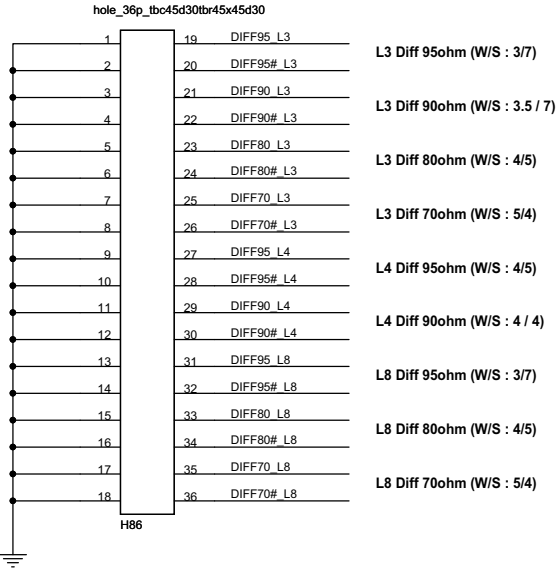 hole_36p_tbc45d30tbr45x45d30
1 19 DIFF95_L3
L3 Diff 95ohm (W/S : 3/7)
2 20 DIFF95#_L3
3 21 DIFF90_L3
L3 Diff 90ohm (W/S : 3.5 / 7)
4 22 DIFF90#_L3
5 23 DIFF80_L3
L3 Diff 80ohm (W/S : 4/5)
6 24 DIFF80#_L3
7 25 DIFF70_L3
L3 Diff 70ohm (W/S : 5/4)
8 26 DIFF70#_L3
9 27 DIFF95_L4
L4 Diff 95ohm (W/S : 4/5)
10 28 DIFF95#_L4
11 29 DIFF90_L4
L4 Diff 90ohm (W/S : 4 / 4)
12 30 DIFF90#_L4
13 31 DIFF95_L8
L8 Diff 95ohm (W/S : 3/7)
14 32 DIFF95#_L8
15 33 DIFF80_L8
L8 Diff 80ohm (W/S : 4/5)
16 34 DIFF80#_L8
17 35 DIFF70_L8
L8 Diff 70ohm (W/S : 5/4)
18 36 DIFF70#_L8
H86